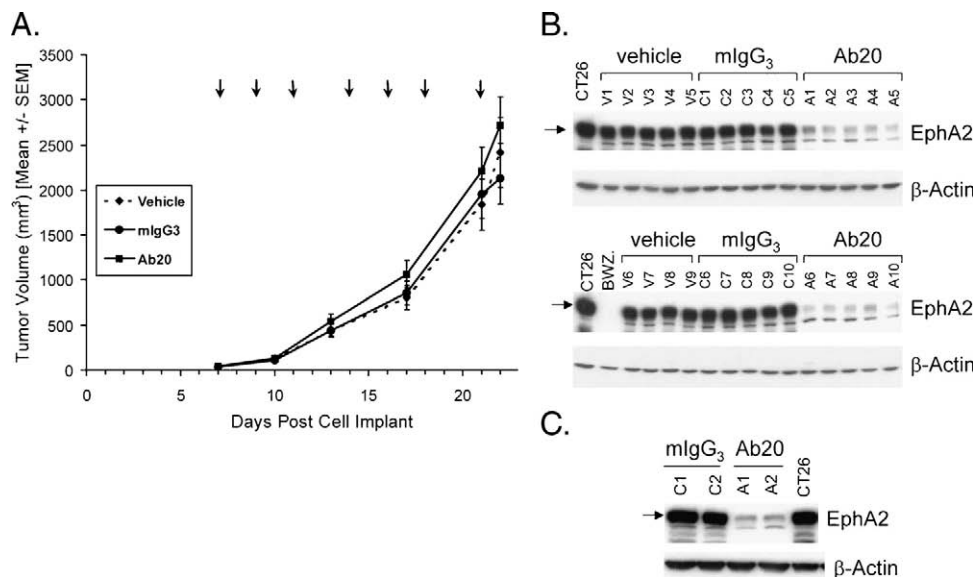 A.
3500
3000
2500
2000
1500
1000
500
0
Tumor Volume (mm³) [Mean +/- SEM]
Vehicle
mIgG3
Ab20
0
5
10
15
20
Days Post Cell Implant
B.
vehicle mIgG₃ Ab20
CT26 V1 V2 V3 V4 V5 C1 C2 C3 C4 C5 A1 A2 A3 A4 A5
EphA2
β-Actin
vehicle mIgG₃ Ab20
CT26 BWZ. V6 V7 V8 V9 C6 C7 C8 C9 C10 A6 A7 A8 A9 A10
EphA2
β-Actin
C.
mIgG₃ Ab20
C1 C2 A1 A2 CT26
EphA2
β-Actin